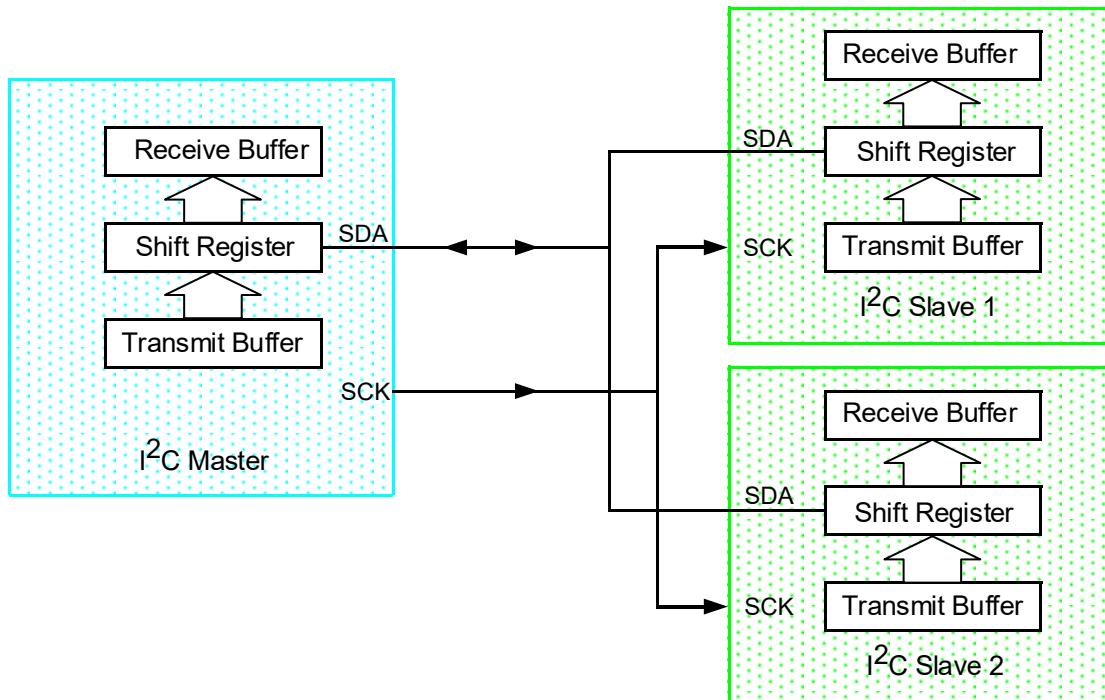 Receive Buffer
Shift Register
SDA
Transmit Buffer
SCK
I²C Master
Receive Buffer
SDA
Shift Register
SCK
Transmit Buffer
I²C Slave 1
Receive Buffer
SDA
Shift Register
SCK
Transmit Buffer
I²C Slave 2